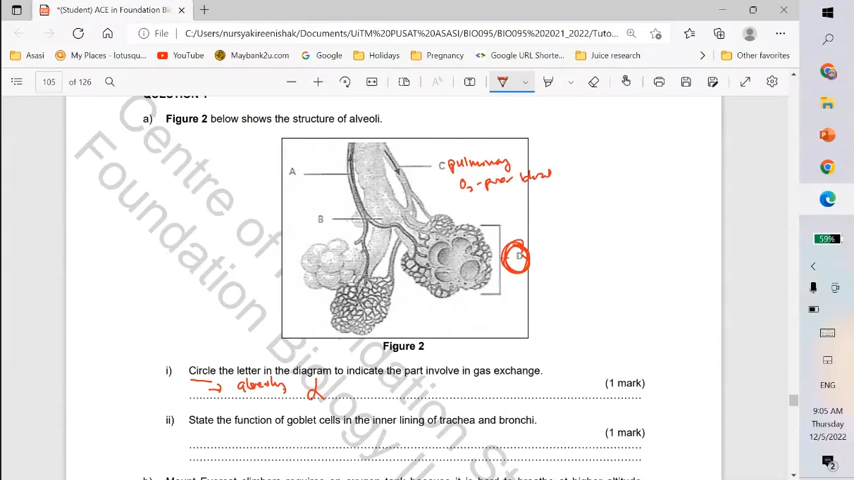 *(Student) ACE in Foundation Bio
File
C:/Users/nursyakireenishak/Documents/UiTM%20PUSAT%20ASASI/BIO095%202021_2022/Tuto...
Asasi
My Places - lotusqu...
YouTube
Maybank2u.com
Google
Holidays
Pregnancy
Google URL Shorte...
Juice research
Other favorites
105 of 126
a) Figure 2 below shows the structure of alveoli.
A
C pulmonary
O₂-poor blood
B
D
Figure 2
i) Circle the letter in the diagram to indicate the part involve in gas exchange.
(1 mark)
alveolus
ii) State the function of goblet cells in the inner lining of trachea and bronchi.
(1 mark)
Centre of Foundation
Foundation Biology
59%
ENG
9:05 AM
Thursday
12/5/2022
2